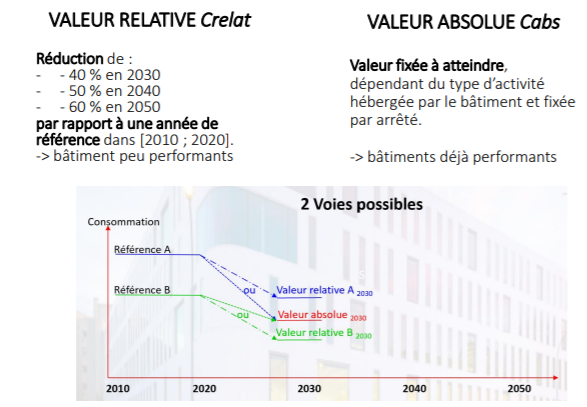 VALEUR RELATIVE Crelat
Réduction de :
- - 40 % en 2030
- - 50 % en 2040
- - 60 % en 2050
par rapport à une année de
référence dans [2010 ; 2020].
-> bâtiment peu performants
VALEUR ABSOLUE Cabs
Valeur fixée à atteindre,
dépendant du type d'activité
hébergée par le bâtiment et fixée
par arrêté.
-> bâtiments déjà performants
2 Voies possibles
Consommation
Référence A
Référence B
ou
Valeur relative A 2030
ou
Valeur absolue 2030
Valeur relative B 2030
2010 2020 2030 2040 2050